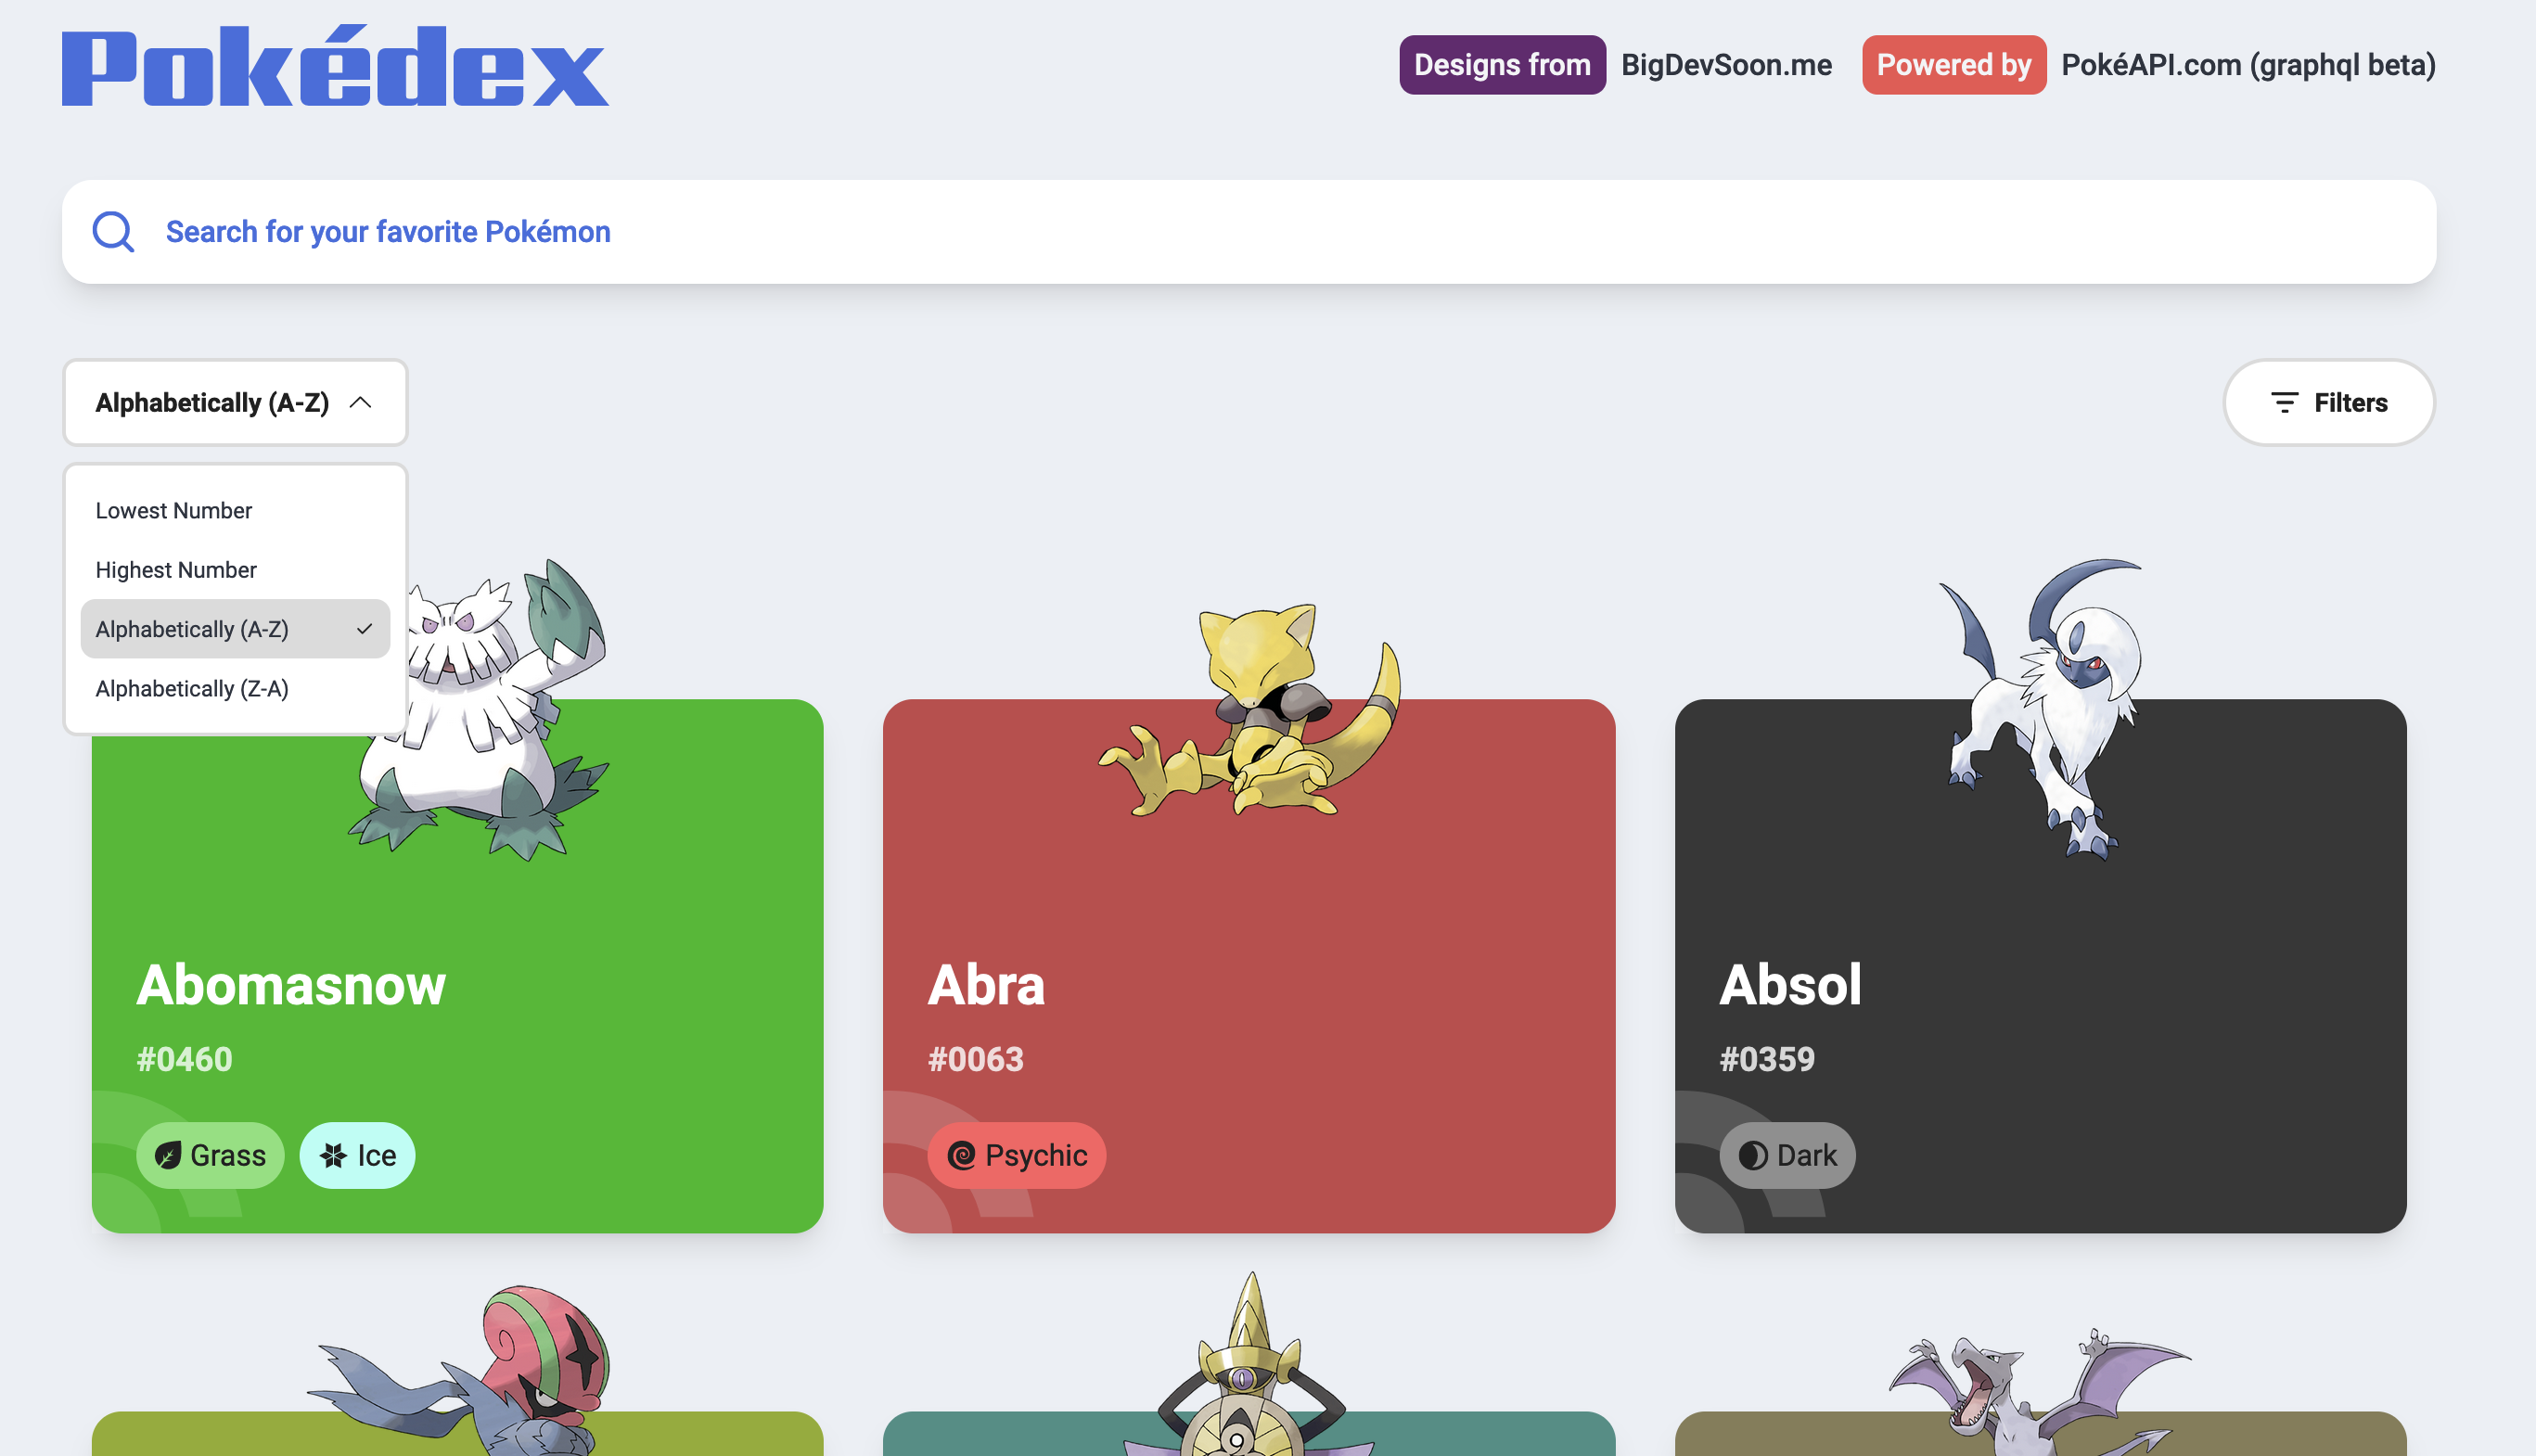 Pokédex
Designs from BigDevSoon.me Powered by PokéAPI.com (graphql beta)
Search for your favorite Pokémon
Alphabetically (A-Z)
Filters
Lowest Number
Highest Number
Alphabetically (A-Z)
Alphabetically (Z-A)
Abomasnow
#0460
Grass Ice
Abra
#0063
Psychic
Absol
#0359
Dark